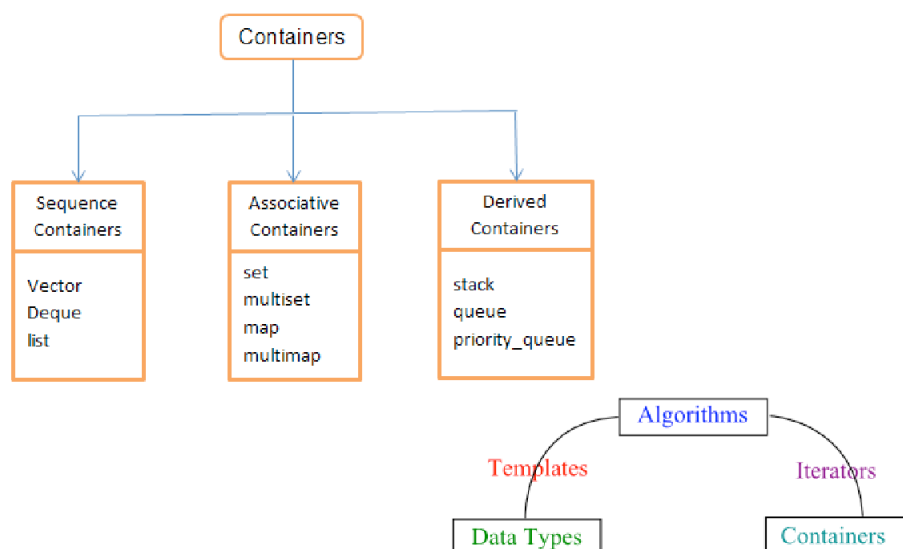 Containers
Sequence
Containers
Vector
Deque
list
Associative
Containers
set
multiset
map
multimap
Derived
Containers
stack
queue
priority_queue
Algorithms
Templates
Iterators
Data Types
Containers